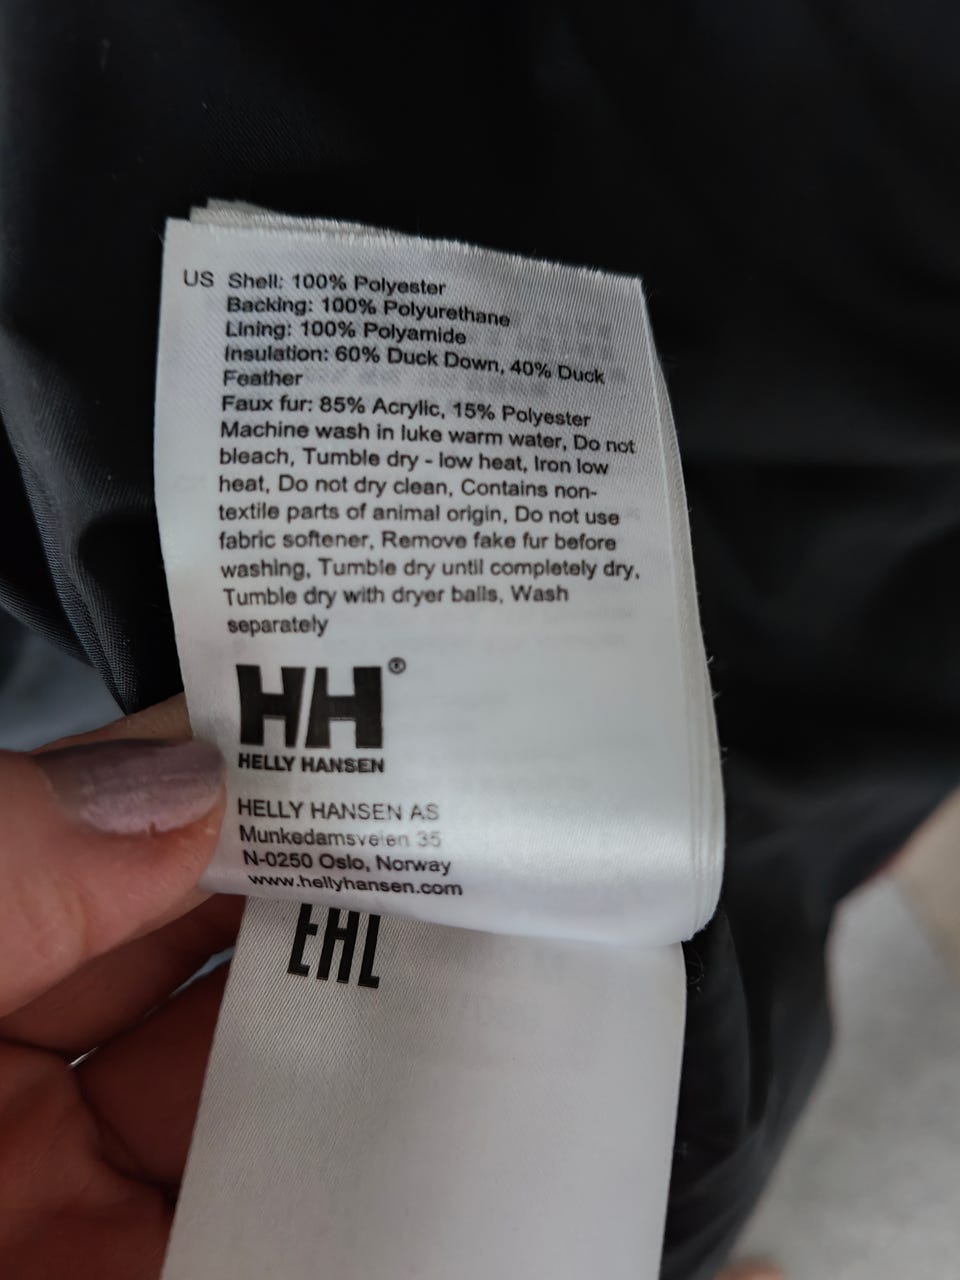 US Shell: 100% Polyester
Backing: 100% Polyurethane
Lining: 100% Polyamide
Insulation: 60% Duck Down, 40% Duck
Feather
Faux fur: 85% Acrylic, 15% Polyester
Machine wash in luke warm water, Do not
bleach, Tumble dry - low heat, Iron low
heat, Do not dry clean, Contains non-
textile parts of animal origin, Do not use
fabric softener, Remove fake fur before
washing, Tumble dry until completely dry,
Tumble dry with dryer balls, Wash
separately
HH®
HELLY HANSEN
HELLY HANSEN AS
Munkedamsveien 35
N-0250 Oslo, Norway
www.hellyhansen.com
EAC